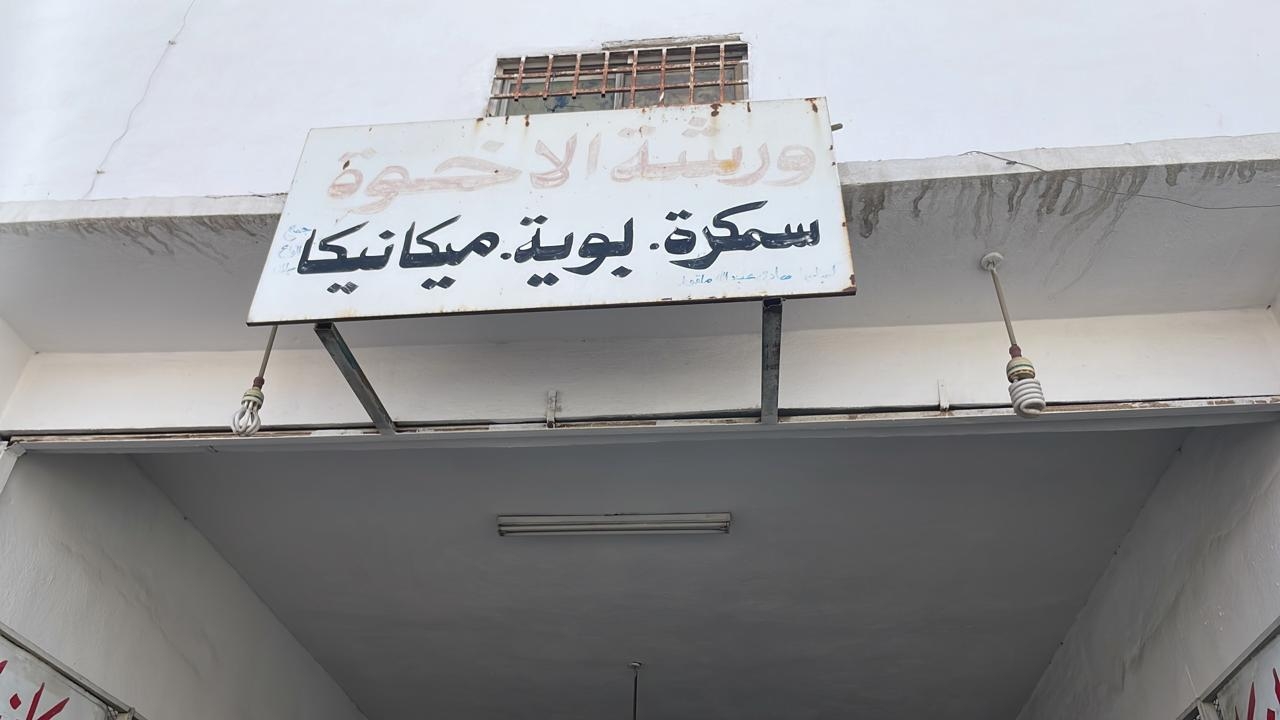 ورشة الاخوة
سمكرة. بوية. ميكانيكا